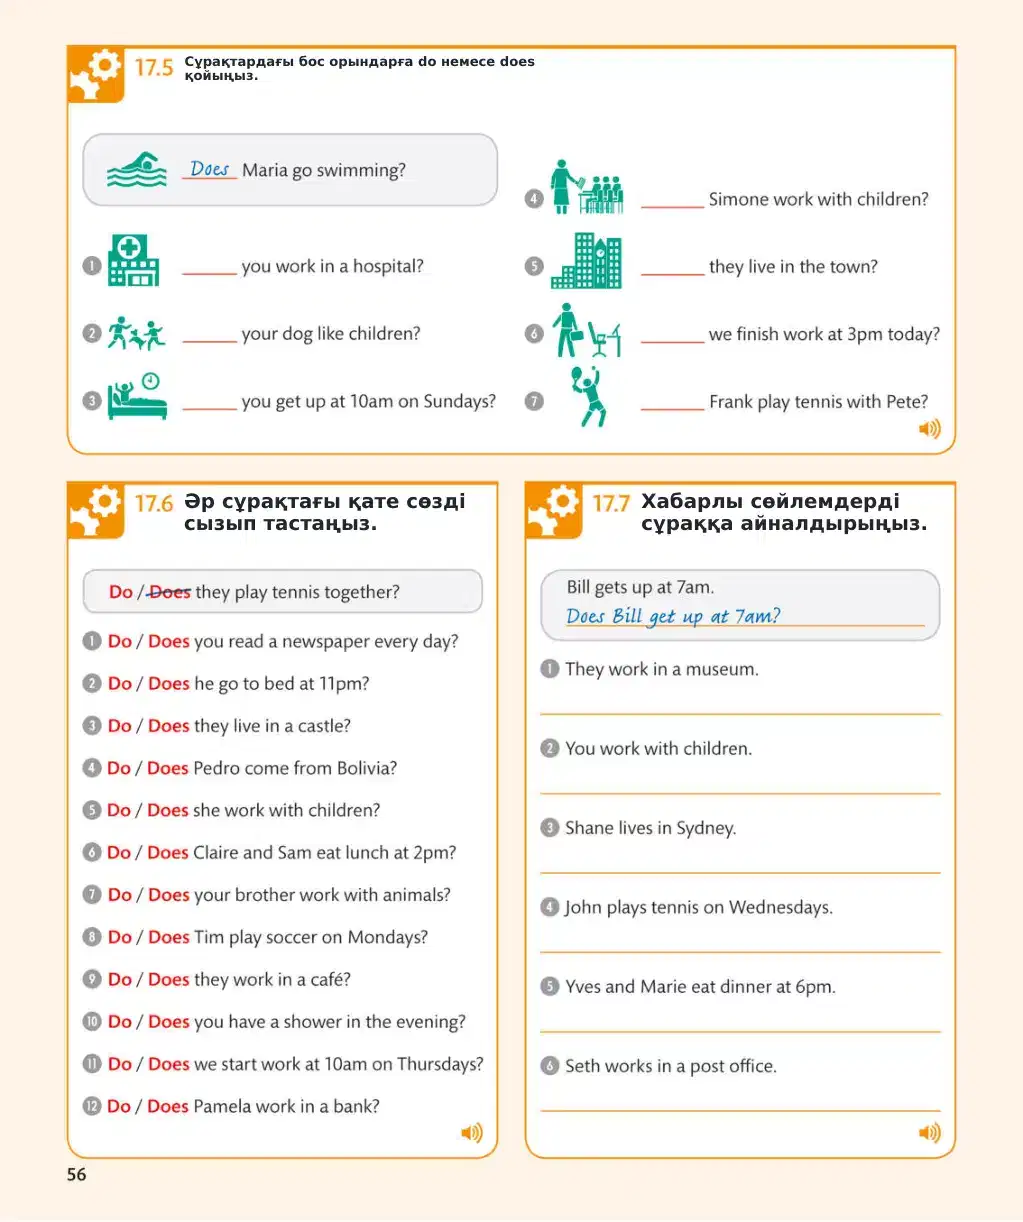 17.5 Сұрақтардағы бос орындарға do немесе does
қойыңыз.
Does Maria go swimming?
1 you work in a hospital?
2 your dog like children?
3 you get up at 10am on Sundays?
4 Simone work with children?
5 they live in the town?
6 we finish work at 3pm today?
7 Frank play tennis with Pete?
17.6 Әр сұрақтағы қате сөзді
сызып тастаңыз.
Do / Does they play tennis together?
1 Do / Does you read a newspaper every day?
2 Do / Does he go to bed at 11pm?
3 Do / Does they live in a castle?
4 Do / Does Pedro come from Bolivia?
5 Do / Does she work with children?
6 Do / Does Claire and Sam eat lunch at 2pm?
7 Do / Does your brother work with animals?
8 Do / Does Tim play soccer on Mondays?
9 Do / Does they work in a café?
10 Do / Does you have a shower in the evening?
11 Do / Does we start work at 10am on Thursdays?
12 Do / Does Pamela work in a bank?
17.7 Хабарлы сөйлемдерді
сұраққа айналдырыңыз.
Bill gets up at 7am.
Does Bill get up at 7am?
1 They work in a museum.
2 You work with children.
3 Shane lives in Sydney.
4 John plays tennis on Wednesdays.
5 Yves and Marie eat dinner at 6pm.
6 Seth works in a post office.
56